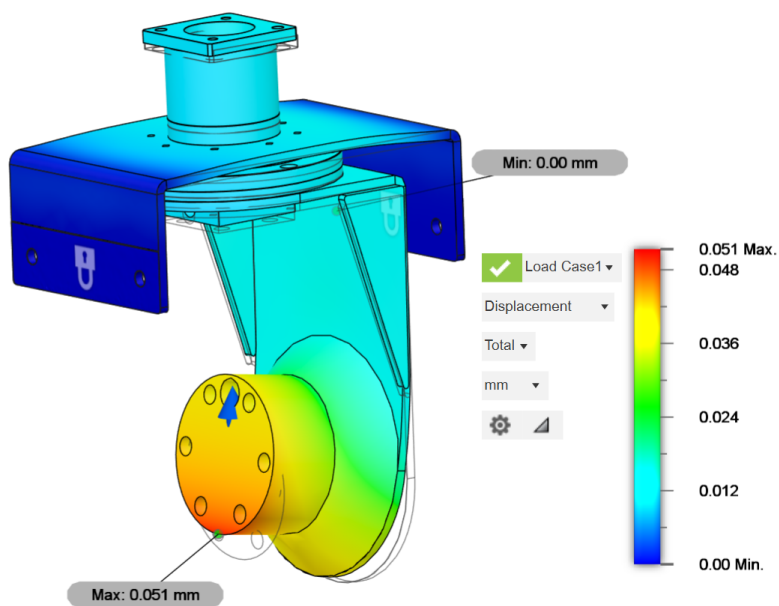 Min: 0.00 mm
Load Case1
Displacement
Total
mm
0.051 Max.
0.048
0.036
0.024
0.012
0.00 Min.
Max: 0.051 mm